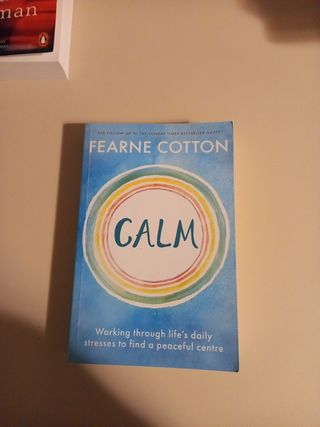 man
THE FOLLOW-UP TO THE SUNDAY TIMES BESTSELLER HAPPY
FEARNE COTTON
CALM
Working through life's daily
stresses to find a peaceful centre